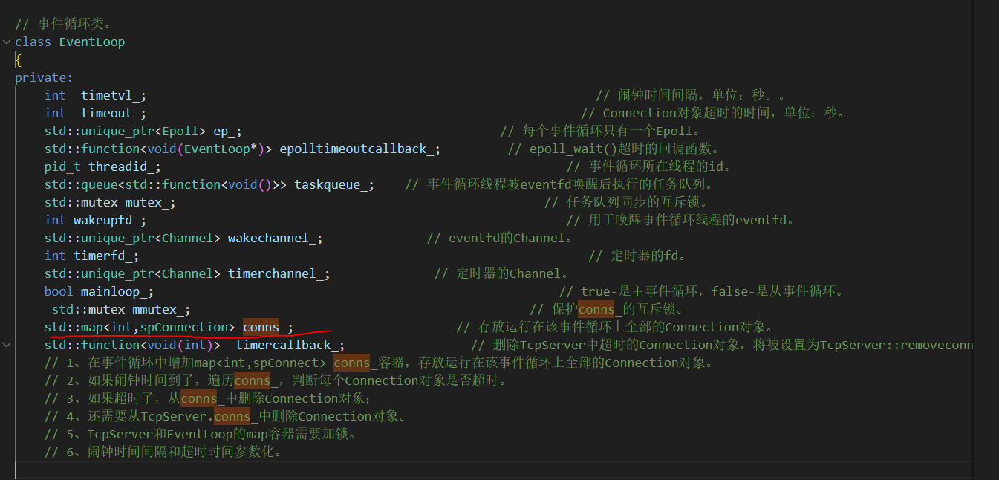 // 事件循环类。
class EventLoop
{
private:
int timetvl_; // 闹钟时间间隔，单位：秒。。
int timeout_; // Connection对象超时的时间，单位：秒。
std::unique_ptr<Epoll> ep_; // 每个事件循环只有一个Epoll。
std::function<void(EventLoop*)> epolltimeoutcallback_; // epoll_wait()超时的回调函数。
pid_t threadid_; // 事件循环所在线程的id。
std::queue<std::function<void()>> taskqueue_; // 事件循环线程被eventfd唤醒后执行的任务队列。
std::mutex mutex_; // 任务队列同步的互斥锁。
int wakeupfd_; // 用于唤醒事件循环线程的eventfd。
std::unique_ptr<Channel> wakechannel_; // eventfd的Channel。
int timerfd_; // 定时器的fd。
std::unique_ptr<Channel> timerchannel_; // 定时器的Channel。
bool mainloop_; // true-是主事件循环，false-是从事件循环。
std::mutex mmutex_; // 保护conns_的互斥锁。
std::map<int,spConnection> conns_; // 存放运行在该事件循环上全部的Connection对象。
std::function<void(int)> timercallback_; // 删除TcpServer中超时的Connection对象，将被设置为TcpServer::removeconn
// 1、在事件循环中增加map<int,spConnect> conns_容器，存放运行在该事件循环上全部的Connection对象。
// 2、如果闹钟时间到了，遍历conns_，判断每个Connection对象是否超时。
// 3、如果超时了，从conns_中删除Connection对象；
// 4、还需要从TcpServer.conns_中删除Connection对象。
// 5、TcpServer和EventLoop的map容器需要加锁。
// 6、闹钟时间间隔和超时时间参数化。